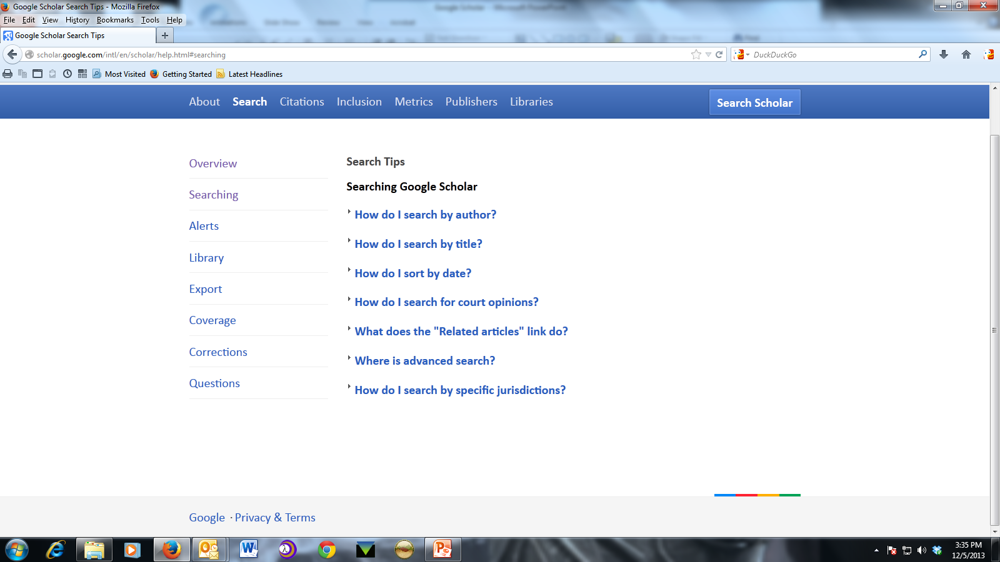 Google Scholar Search Tips - Mozilla Firefox
Google Scholar - Microsoft PowerPoint
File Edit View History Bookmarks Tools Help
Google Scholar Search Tips
scholar.google.com/intl/en/scholar/help.html#searching
DuckDuckGo
Most Visited Getting Started Latest Headlines
About Search Citations Inclusion Metrics Publishers Libraries Search Scholar
Overview
Searching
Alerts
Library
Export
Coverage
Corrections
Questions
Search Tips
Searching Google Scholar
How do I search by author?
How do I search by title?
How do I sort by date?
How do I search for court opinions?
What does the "Related articles" link do?
Where is advanced search?
How do I search by specific jurisdictions?
Google · Privacy & Terms
3:35 PM
12/5/2013